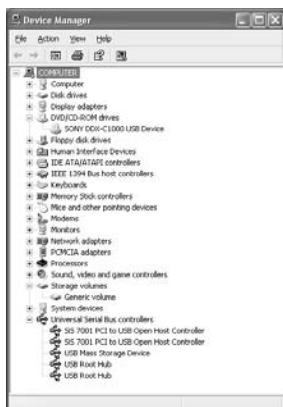 Device Manager
File Action View Help
COMPUTER
Computer
Disk drives
Display adapters
DVD/CD-ROM drives
SONY DDX-C1000 USB Device
Floppy disk drives
Human Interface Devices
IDE ATA/ATAPI controllers
IEEE 1394 Bus host controllers
Keyboards
Memory Stick controllers
Mice and other pointing devices
Modems
Monitors
Network adapters
PCMCIA adapters
Processors
Sound, video and game controllers
Storage volumes
Generic volume
System devices
Universal Serial Bus controllers
SiS 7001 PCI to USB Open Host Controller
SiS 7001 PCI to USB Open Host Controller
USB Mass Storage Device
USB Root Hub
USB Root Hub